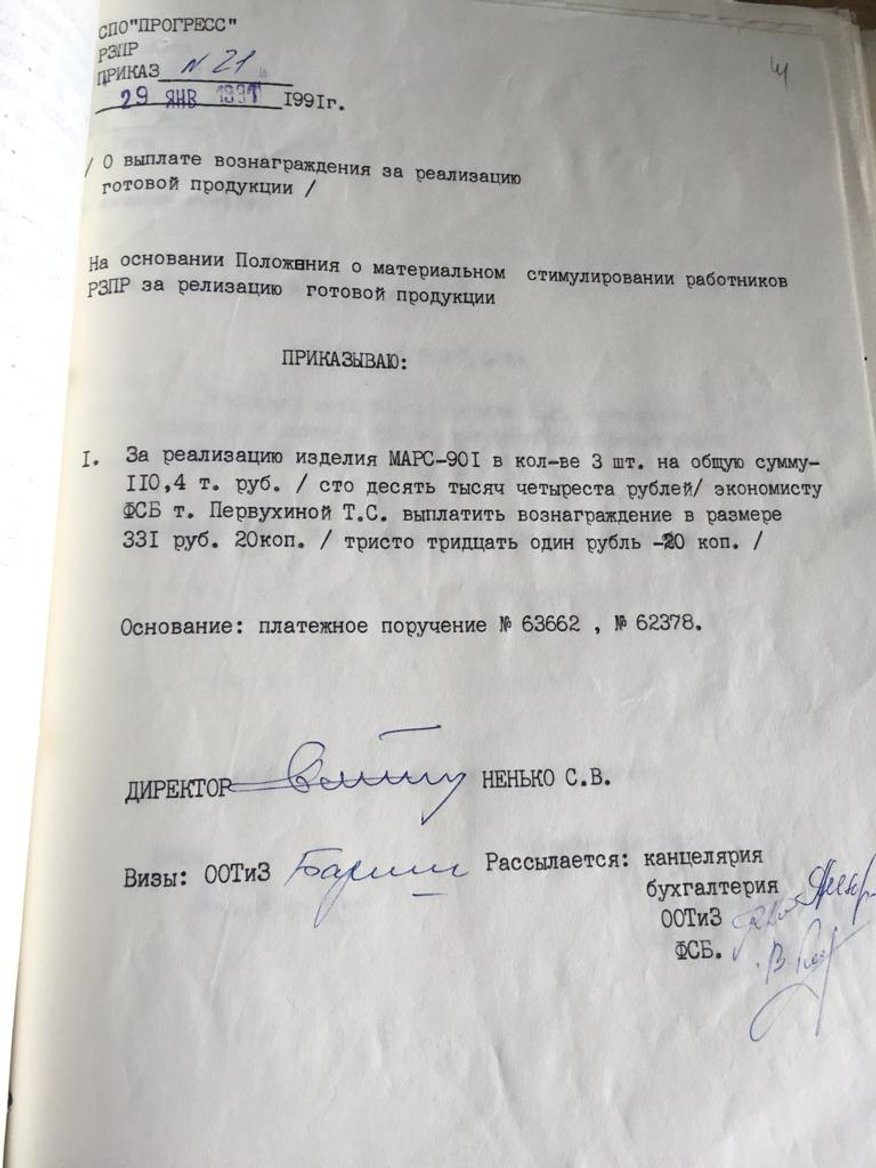 СПО"ПРОГРЕСС"
РЗПР
ПРИКАЗ N 21
29 ЯНВ 1991 I991г.
4
/ О выплате вознаграждения за реализацию
готовой продукции /
На основании Положения о материальном стимулировании работников
РЗПР за релизацию готовой продукции
ПРИКАЗЫВАЮ:
I. За реализацию изделия МАРС-90I в кол-ве 3 шт. на общую сумму-
IIO,4 т. руб. / сто десять тысяч четыреста рублей/ экономисту
ФСБ т. Первухиной Т.С. выплатить вознаграждение в размере
33I руб. 20коп. / тристо тридцать один рубль -20 коп. /
Основание: платежное поручение № 63662 , № 62378.
ДИРЕКТОР НЕНЬКО С.В.
Визы: ООТиЗ Рассылается: канцелярия
бухгалтерия
ООТиЗ
ФСБ.